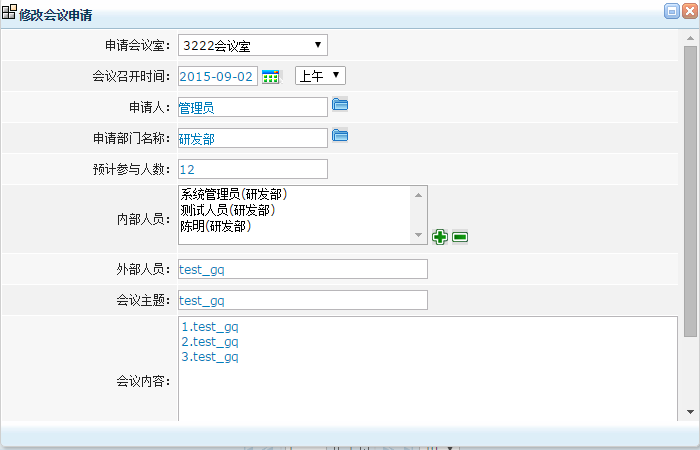 修改会议申请
申请会议室： 3222会议室
会议召开时间： 2015-09-02 上午
申请人： 管理员
申请部门名称： 研发部
预计参与人数： 12
内部人员： 系统管理员(研发部)
测试人员(研发部)
陈明(研发部)
外部人员： test_gq
会议主题： test_gq
会议内容： 1.test_gq
2.test_gq
3.test_gq